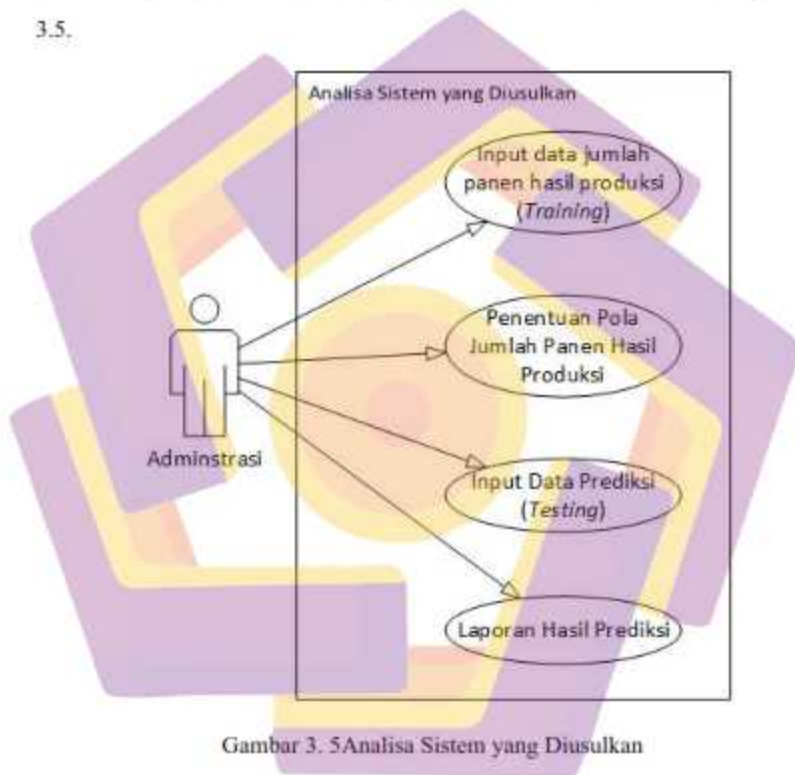 3.5.
Analisa Sistem yang Diusulkan
Input data jumlah
panen hasil produksi
(Training)
Penentuan Pola
Jumlah Panen Hasil
Produksi
Adminstrasi
Input Data Prediksi
(Testing)
Laporan Hasil Prediksi
Gambar 3. 5Analisa Sistem yang Diusulkan